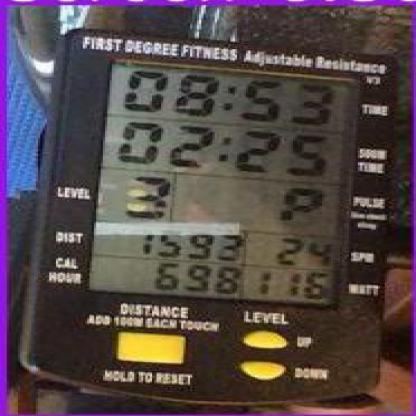 FIRST DEGREE FITNESS Adjustable Resistance
08:53 TIME
02:25 500M TIME
LEVEL P PULSE
DIST 1593 24 SPM
CAL HOUR 698 116 WATT
DISTANCE LEVEL
ADD 100M EACH TOUCH
UP
DOWN
HOLD TO RESET